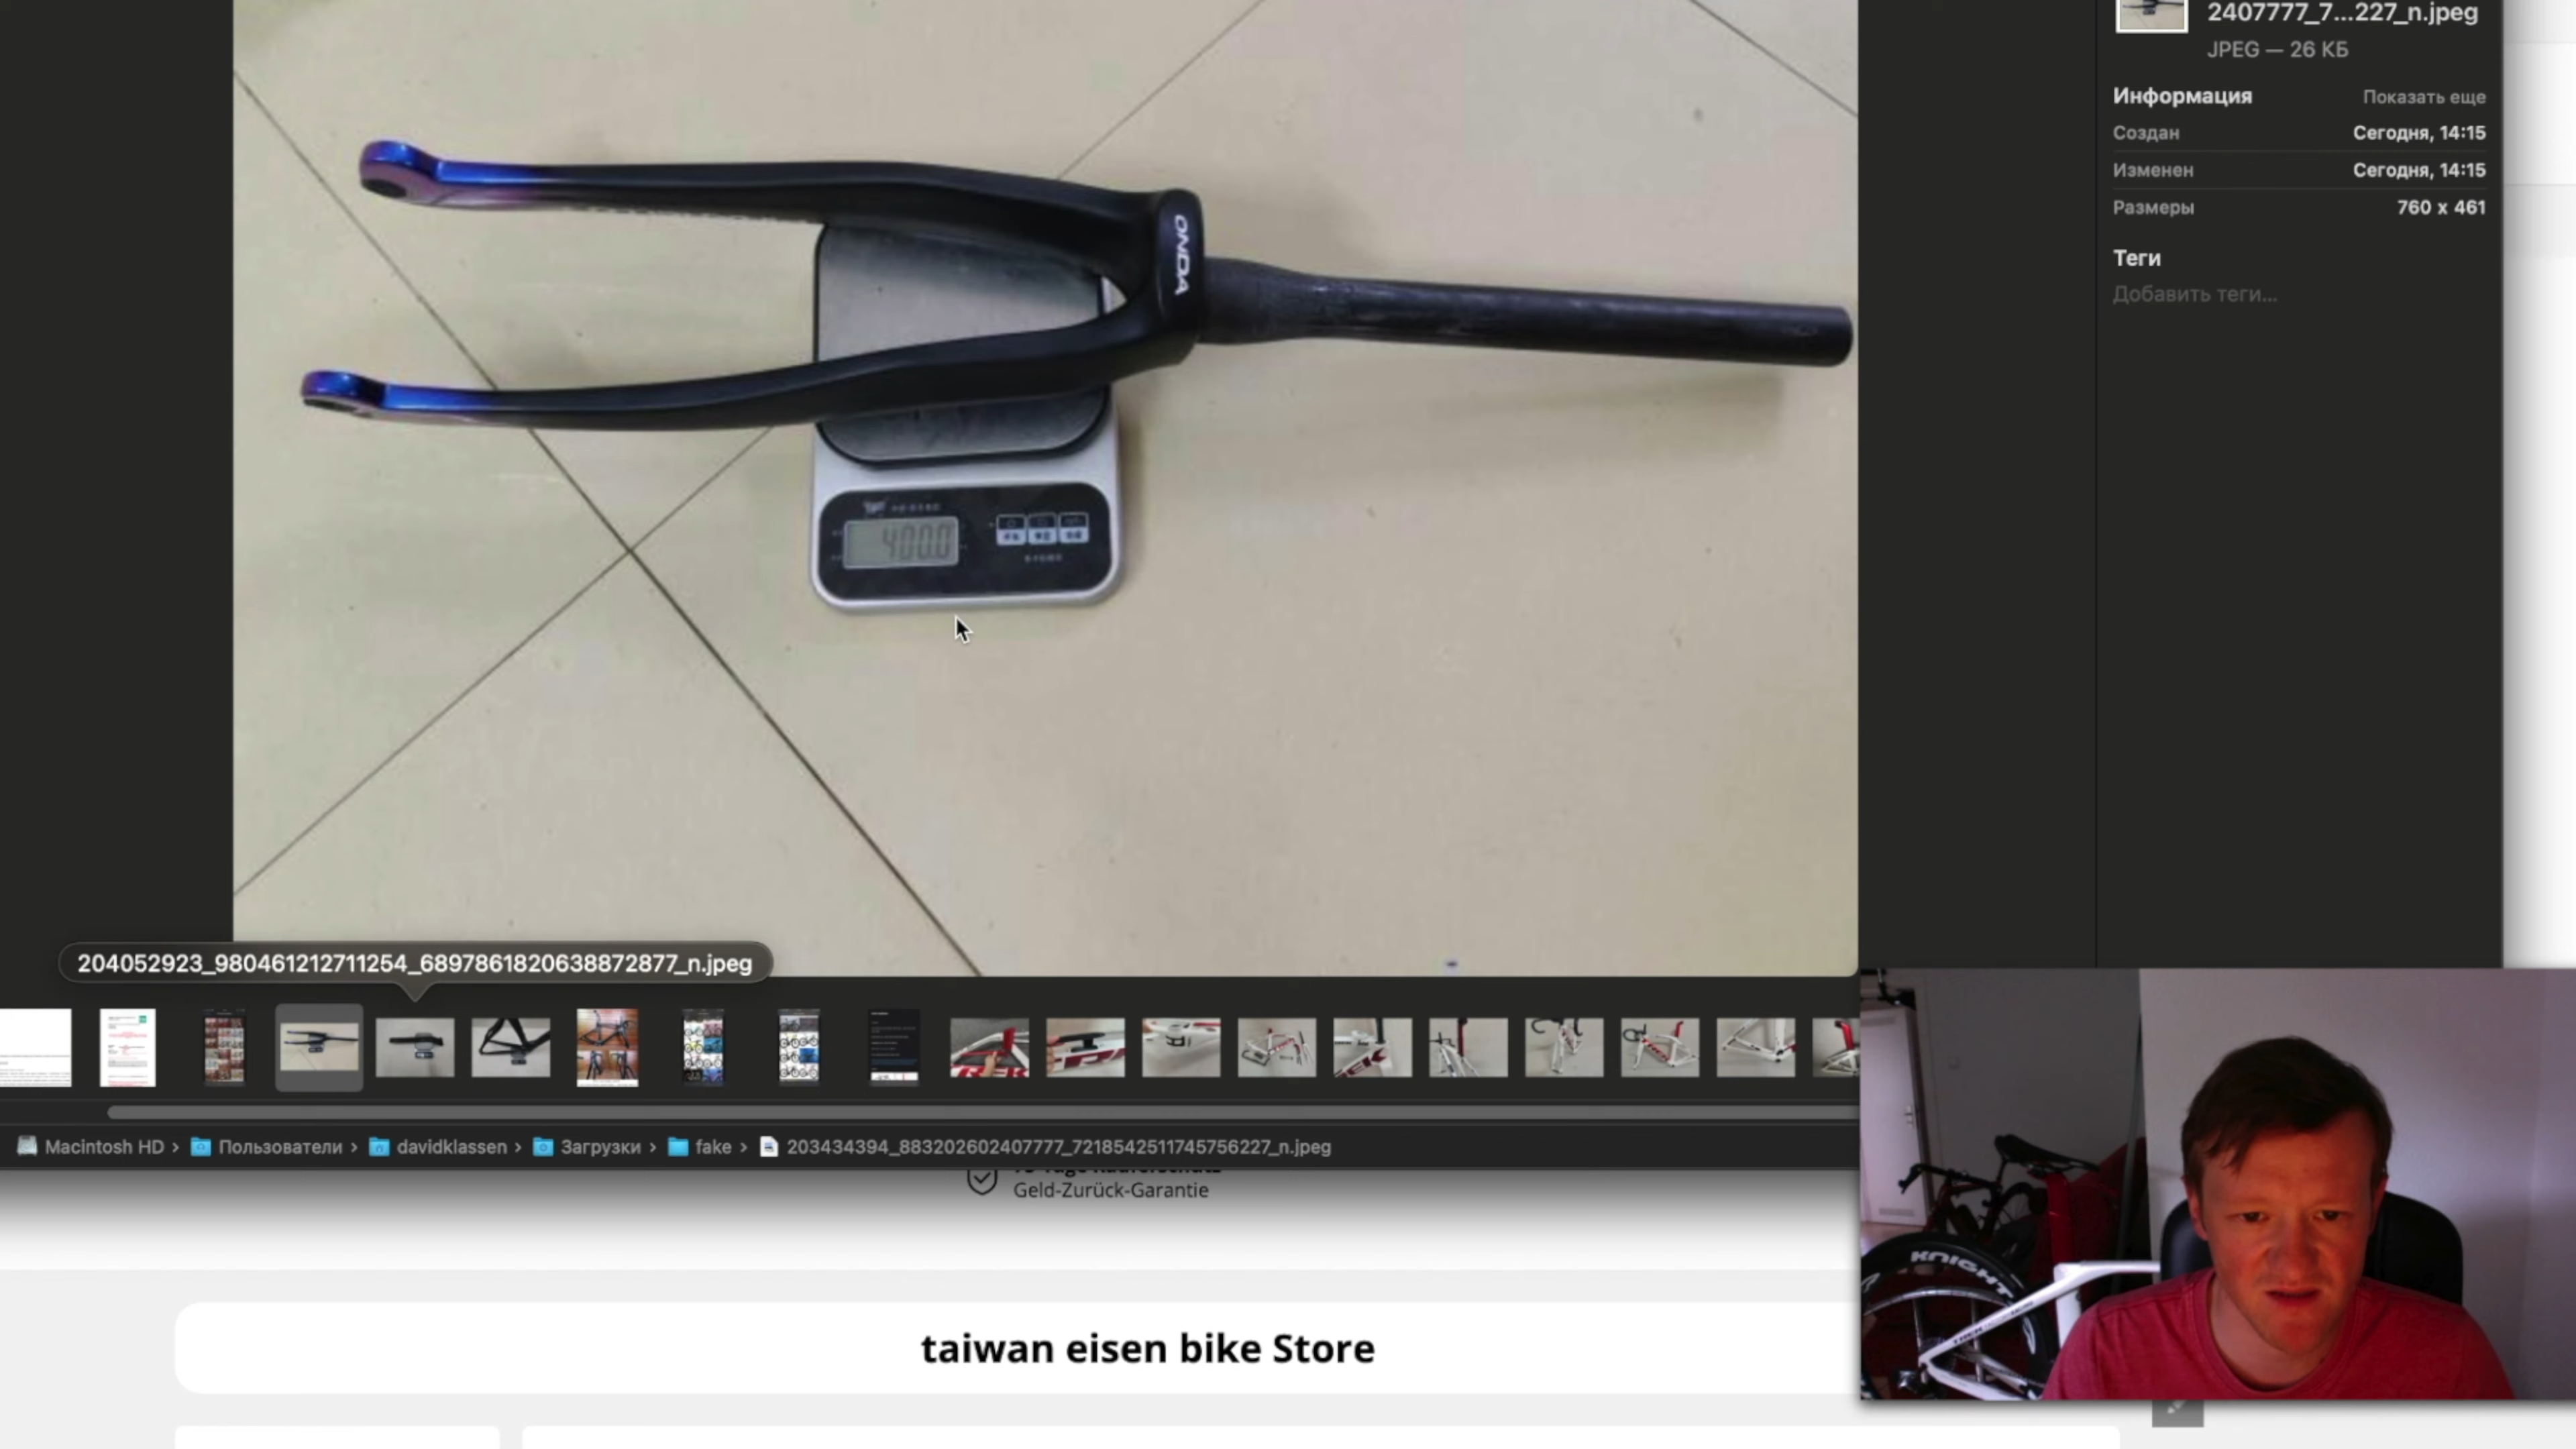 2407777_7...227_n.jpeg
JPEG — 26 КБ
Информация Показать еще
Создан Сегодня, 14:15
Изменен Сегодня, 14:15
Размеры 760 x 461
Теги
Добавить теги...
ONDA
400.0
204052923_980461212711254_6897861820638872877_n.jpeg
TREK
Macintosh HD › Пользователи › davidklassen › Загрузки › fake › 203434394_883202602407777_7218542511745756227_n.jpeg
Geld-Zurück-Garantie
KNIGHT
taiwan eisen bike Store